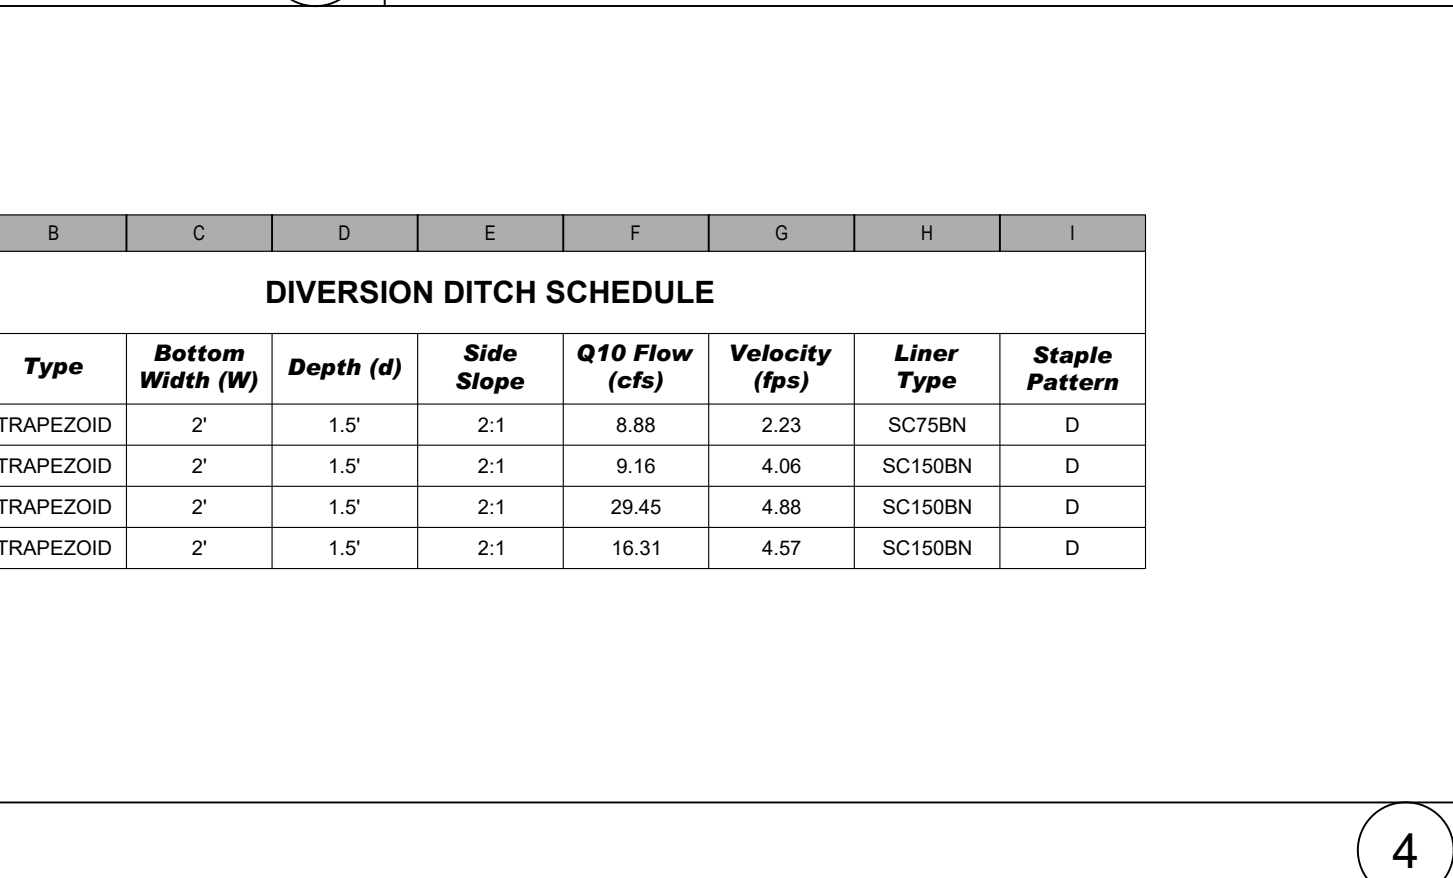 B C D E F G H I
DIVERSION DITCH SCHEDULE
Type Bottom Width (W) Depth (d) Side Slope Q10 Flow (cfs) Velocity (fps) Liner Type Staple Pattern
TRAPEZOID 2' 1.5' 2:1 8.88 2.23 SC75BN D
TRAPEZOID 2' 1.5' 2:1 9.16 4.06 SC150BN D
TRAPEZOID 2' 1.5' 2:1 29.45 4.88 SC150BN D
TRAPEZOID 2' 1.5' 2:1 16.31 4.57 SC150BN D
4